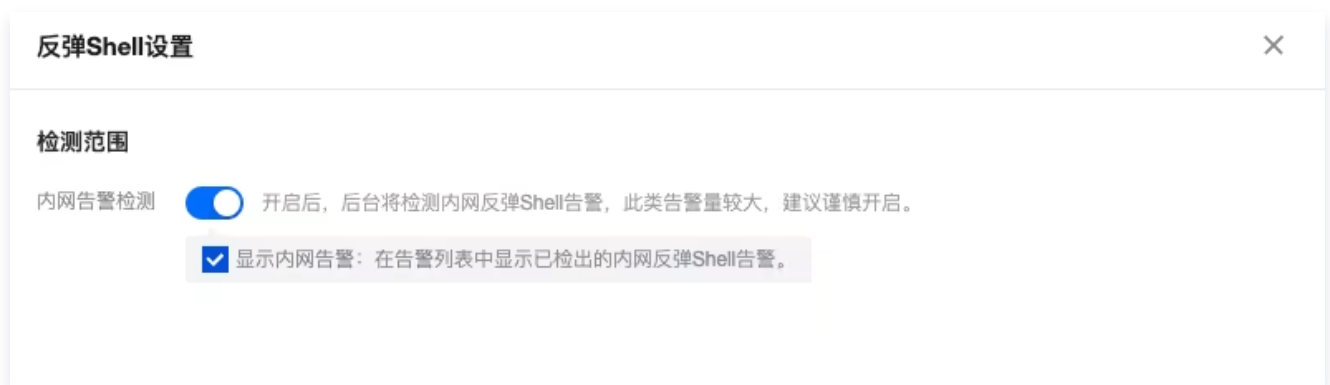 反弹Shell设置
检测范围
内网告警检测 开启后，后台将检测内网反弹Shell告警，此类告警量较大，建议谨慎开启。
显示内网告警：在告警列表中显示已检出的内网反弹Shell告警。